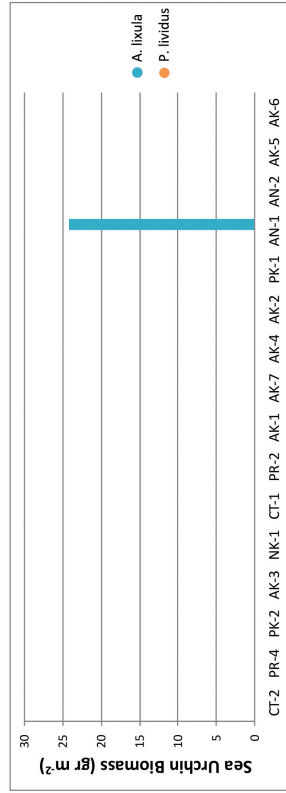 Sea Urchin Biomass (gr m⁻²)
30
25
20
15
10
5
0
CT-2 PR-4 PK-2 AK-3 NK-1 CT-1 PR-2 AK-1 AK-7 AK-4 AK-2 PK-1 AN-1 AN-2 AK-5 AK-6
A. lixula
P. lividus